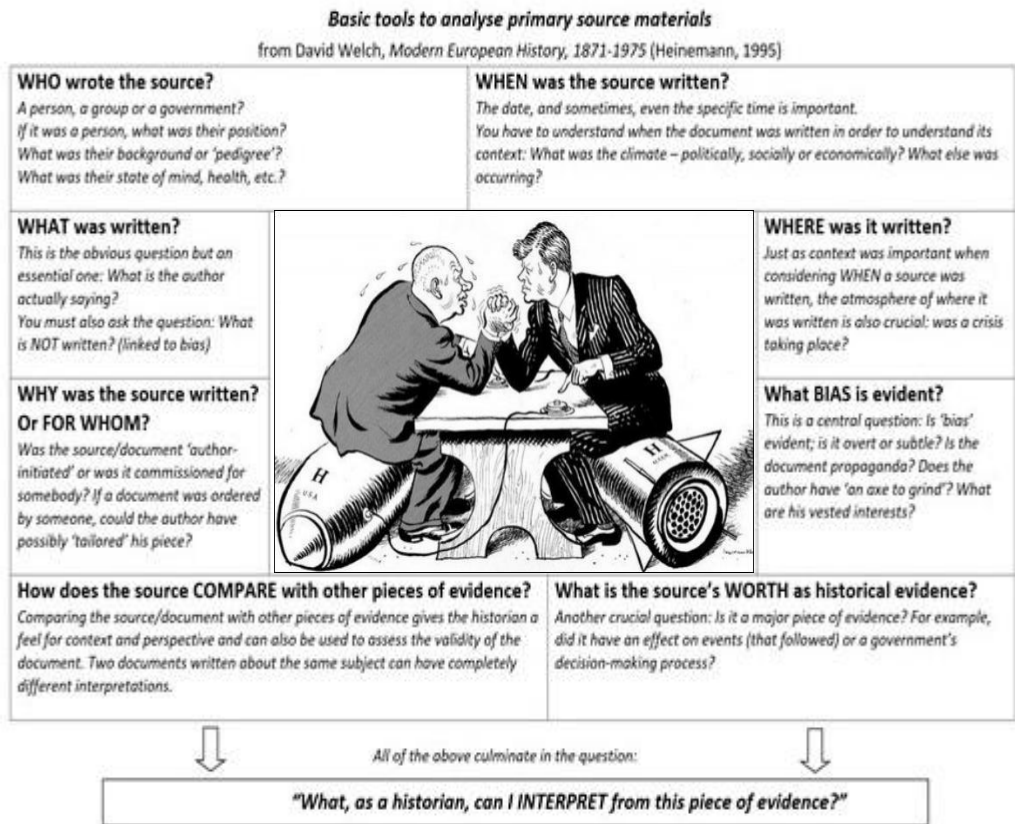 Basic tools to analyse primary source materials
from David Welch, Modern European History, 1871-1975 (Heinemann, 1995)
WHO wrote the source?
A person, a group or a government?
If it was a person, what was their position?
What was their background or 'pedigree'?
What was their state of mind, health, etc.?
WHEN was the source written?
The date, and sometimes, even the specific time is important.
You have to understand when the document was written in order to understand its
context: What was the climate – politically, socially or economically? What else was
occurring?
WHAT was written?
This is the obvious question but an
essential one: What is the author
actually saying?
You must also ask the question: What
is NOT written? (linked to bias)
WHERE was it written?
Just as context was important when
considering WHEN a source was
written, the atmosphere of where it
was written is also crucial: was a crisis
taking place?
WHY was the source written?
Or FOR WHOM?
Was the source/document 'author-
initiated' or was it commissioned for
somebody? If a document was ordered
by someone, could the author have
possibly 'tailored' his piece?
H
USA
H
What BIAS is evident?
This is a central question: Is 'bias'
evident; is it overt or subtle? Is the
document propaganda? Does the
author have 'an axe to grind'? What
are his vested interests?
How does the source COMPARE with other pieces of evidence?
Comparing the source/document with other pieces of evidence gives the historian a
feel for context and perspective and can also be used to assess the validity of the
document. Two documents written about the same subject can have completely
different interpretations.
What is the source's WORTH as historical evidence?
Another crucial question: Is it a major piece of evidence? For example,
did it have an effect on events (that followed) or a government's
decision-making process?
All of the above culminate in the question:
"What, as a historian, can I INTERPRET from this piece of evidence?"